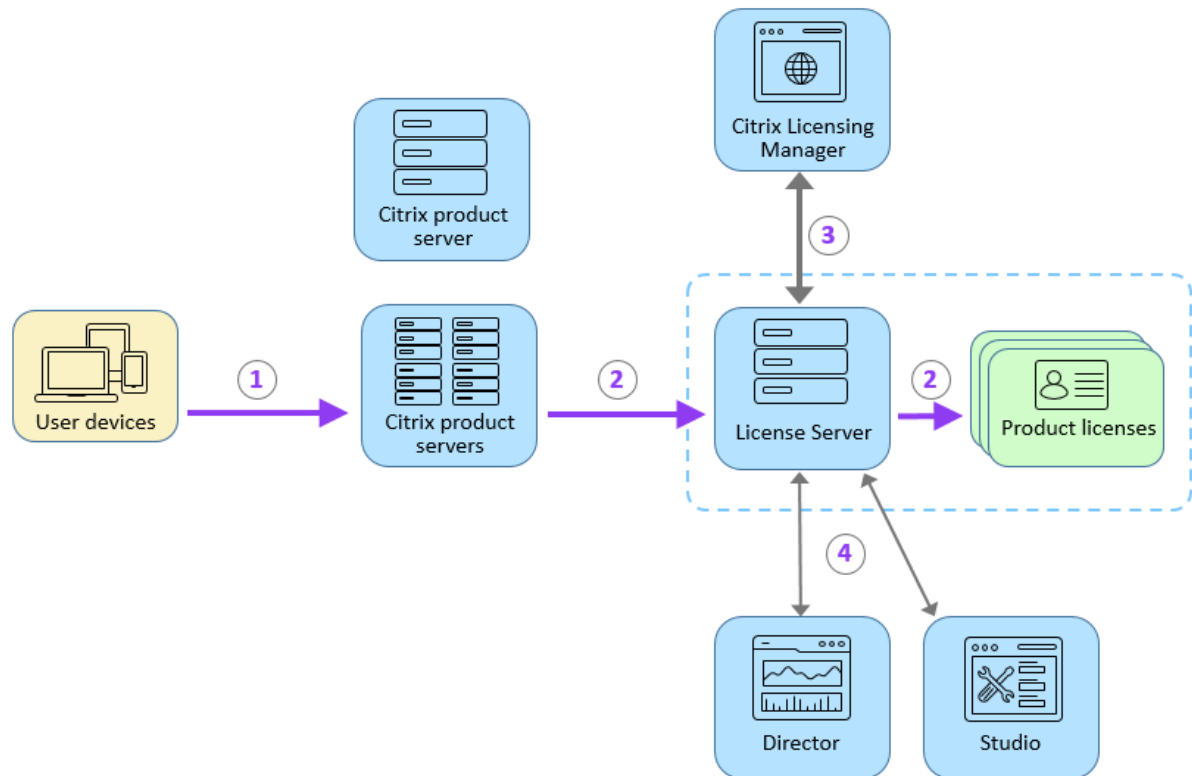 Citrix Licensing
Manager
Citrix product
server
3
User devices
1
Citrix product
servers
2
License Server
2
Product licenses
4
Director
Studio